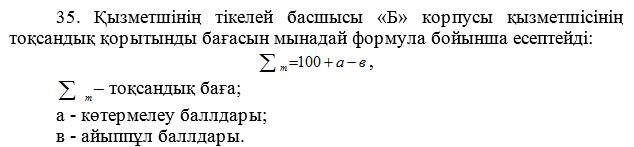 35. Қызметшінің тікелей басшысы «Б» корпусы қызметшісінің
тоқсандық қорытынды бағасын мынадай формула бойынша есептейді:
∑ т=100 + а – в ,
∑ т – тоқсандық баға;
а - көтермелеу баллдары;
в - айыппұл баллдары.